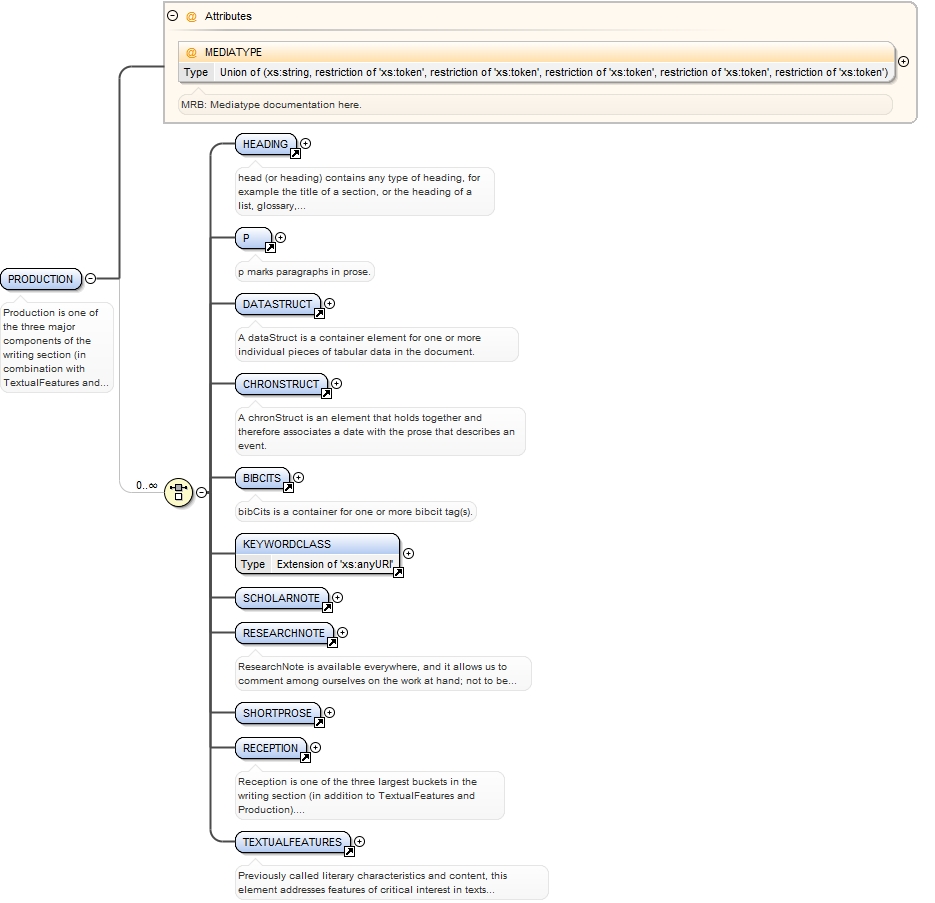 Attributes
@ MEDIATYPE
Type Union of (xs:string, restriction of 'xs:token', restriction of 'xs:token', restriction of 'xs:token', restriction of 'xs:token', restriction of 'xs:token')
MRB: Mediatype documentation here.
PRODUCTION
Production is one of
the three major
components of the
writing section (in
combination with
TextualFeatures and...
0..∞
HEADING
head (or heading) contains any type of heading, for
example the title of a section, or the heading of a
list, glossary,...
P
p marks paragraphs in prose.
DATASTRUCT
A dataStruct is a container element for one or more
individual pieces of tabular data in the document.
CHRONSTRUCT
A chronStruct is an element that holds together and
therefore associates a date with the prose that describes an
event.
BIBCITS
bibCits is a container for one or more bibcit tag(s).
KEYWORDCLASS
Type Extension of 'xs:anyURI'
SCHOLARNOTE
RESEARCHNOTE
ResearchNote is available everywhere, and it allows us to
comment among ourselves on the work at hand; not to be...
SHORTPROSE
RECEPTION
Reception is one of the three largest buckets in the
writing section (in addition to TextualFeatures and
Production)....
TEXTUALFEATURES
Previously called literary characteristics and content, this
element addresses features of critical interest in texts...